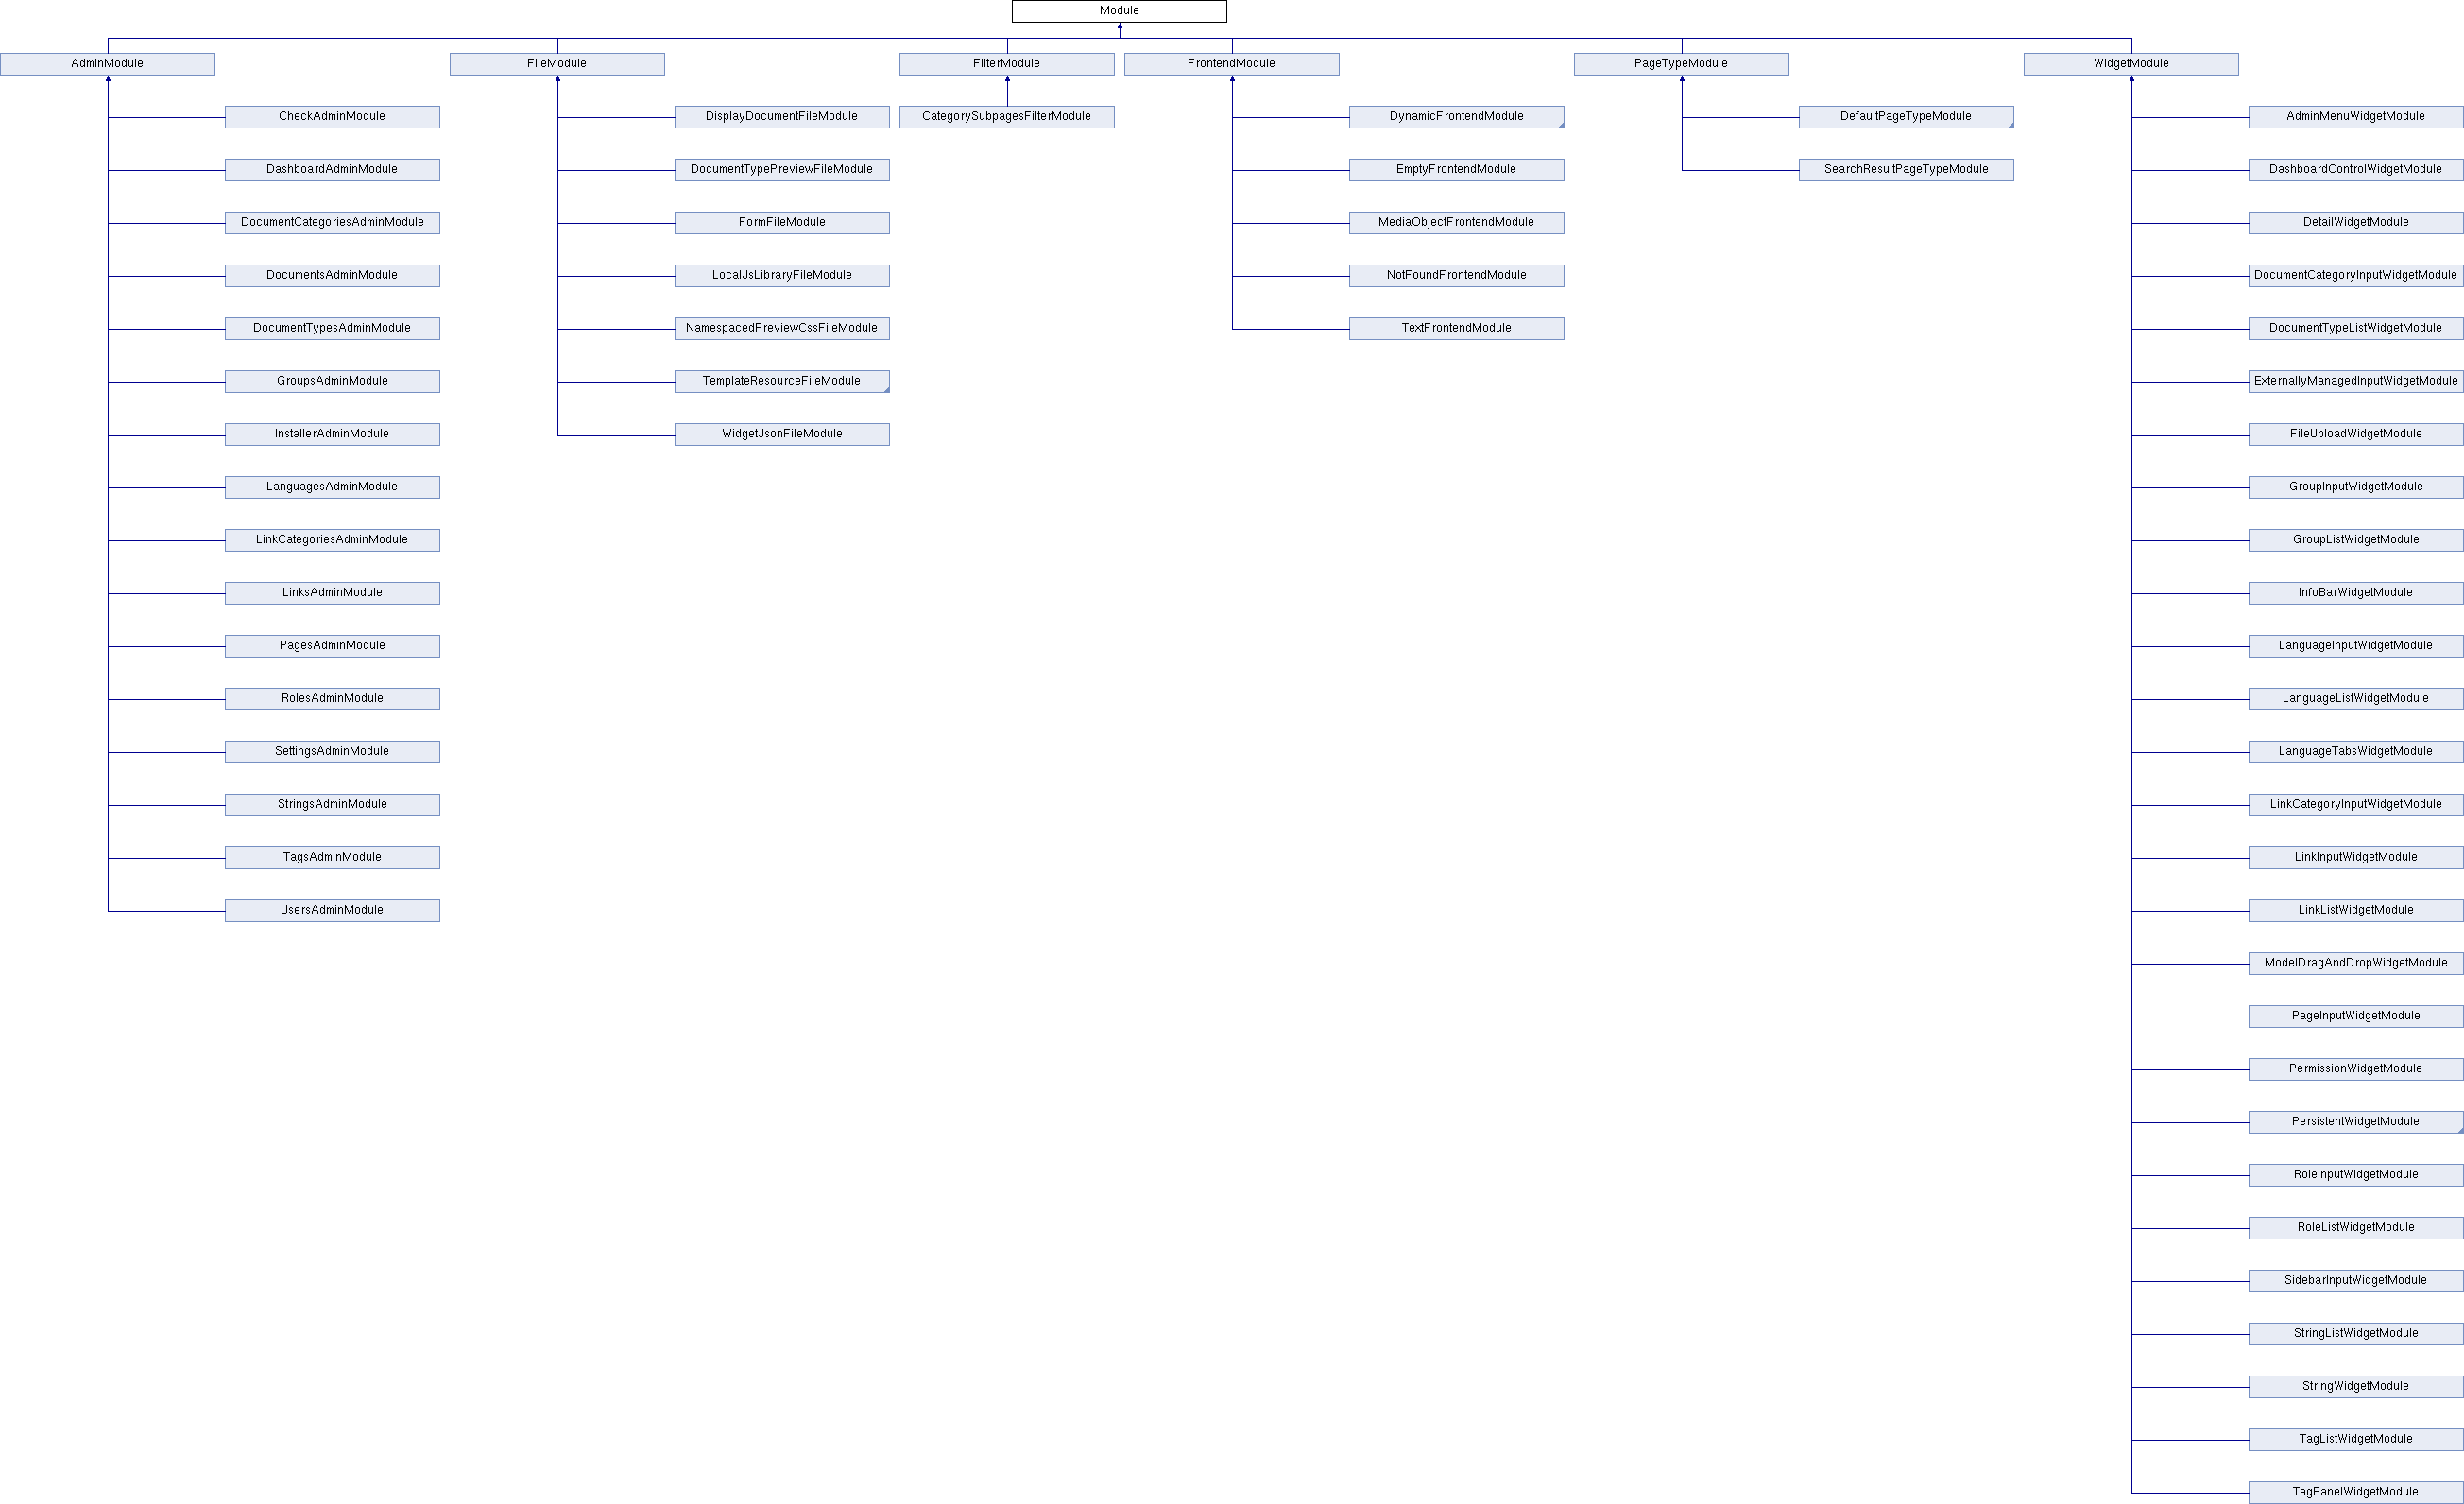 Module
AdminModule
FileModule
FilterModule
FrontendModule
PageTypeModule
WidgetModule
CheckAdminModule
DashboardAdminModule
DocumentCategoriesAdminModule
DocumentsAdminModule
DocumentTypesAdminModule
GroupsAdminModule
InstallerAdminModule
LanguagesAdminModule
LinkCategoriesAdminModule
LinksAdminModule
PagesAdminModule
RolesAdminModule
SettingsAdminModule
StringsAdminModule
TagsAdminModule
UsersAdminModule
DisplayDocumentFileModule
DocumentTypePreviewFileModule
FormFileModule
LocalJsLibraryFileModule
NamespacedPreviewCssFileModule
TemplateResourceFileModule
WidgetJsonFileModule
CategorySubpagesFilterModule
DynamicFrontendModule
EmptyFrontendModule
MediaObjectFrontendModule
NotFoundFrontendModule
TextFrontendModule
DefaultPageTypeModule
SearchResultPageTypeModule
AdminMenuWidgetModule
DashboardControlWidgetModule
DetailWidgetModule
DocumentCategoryInputWidgetModule
DocumentTypeListWidgetModule
ExternallyManagedInputWidgetModule
FileUploadWidgetModule
GroupInputWidgetModule
GroupListWidgetModule
InfoBarWidgetModule
LanguageInputWidgetModule
LanguageListWidgetModule
LanguageTabsWidgetModule
LinkCategoryInputWidgetModule
LinkInputWidgetModule
LinkListWidgetModule
ModelDragAndDropWidgetModule
PageInputWidgetModule
PermissionWidgetModule
PersistentWidgetModule
RoleInputWidgetModule
RoleListWidgetModule
SidebarInputWidgetModule
StringListWidgetModule
StringWidgetModule
TagListWidgetModule
TagPanelWidgetModule